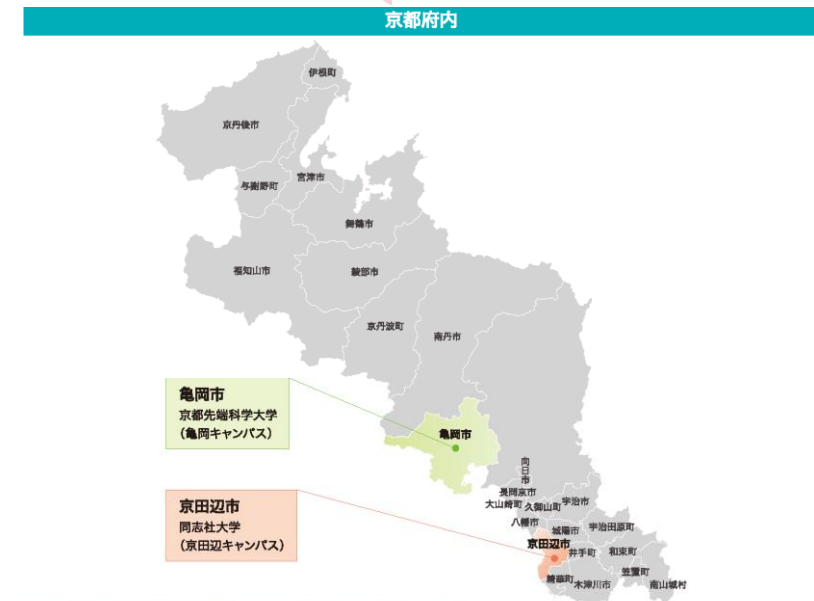 京都府内
伊根町
京丹後市
宮津市
与謝野町
舞鶴市
福知山市
綾部市
京丹波町
南丹市
亀岡市
京都先端科学大学
（亀岡キャンパス）
亀岡市
向日市
長岡京市
大山崎町
久御山町
宇治市
八幡市
城陽市
宇治田原町
京田辺市
同志社大学
（京田辺キャンパス）
京田辺市
井手町
和束町
笠置町
精華町
木津川市
南山城村